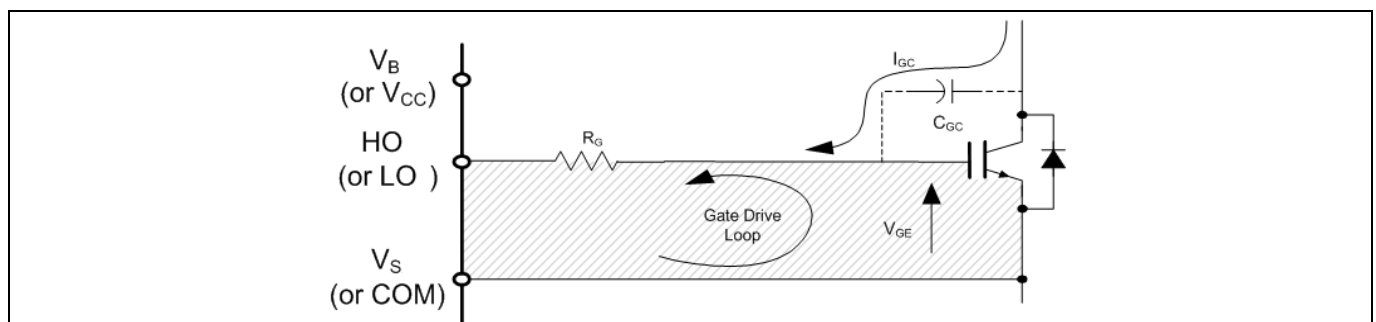 V_B
(or V_CC)
HO
(or LO )
V_S
(or COM)
R_G
I_GC
C_GC
Gate Drive
Loop
V_GE